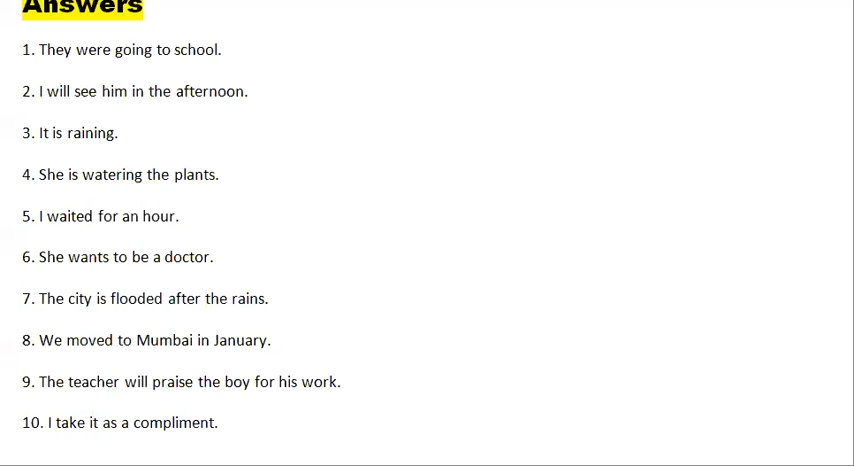 Answers
1. They were going to school.
2. I will see him in the afternoon.
3. It is raining.
4. She is watering the plants.
5. I waited for an hour.
6. She wants to be a doctor.
7. The city is flooded after the rains.
8. We moved to Mumbai in January.
9. The teacher will praise the boy for his work.
10. I take it as a compliment.